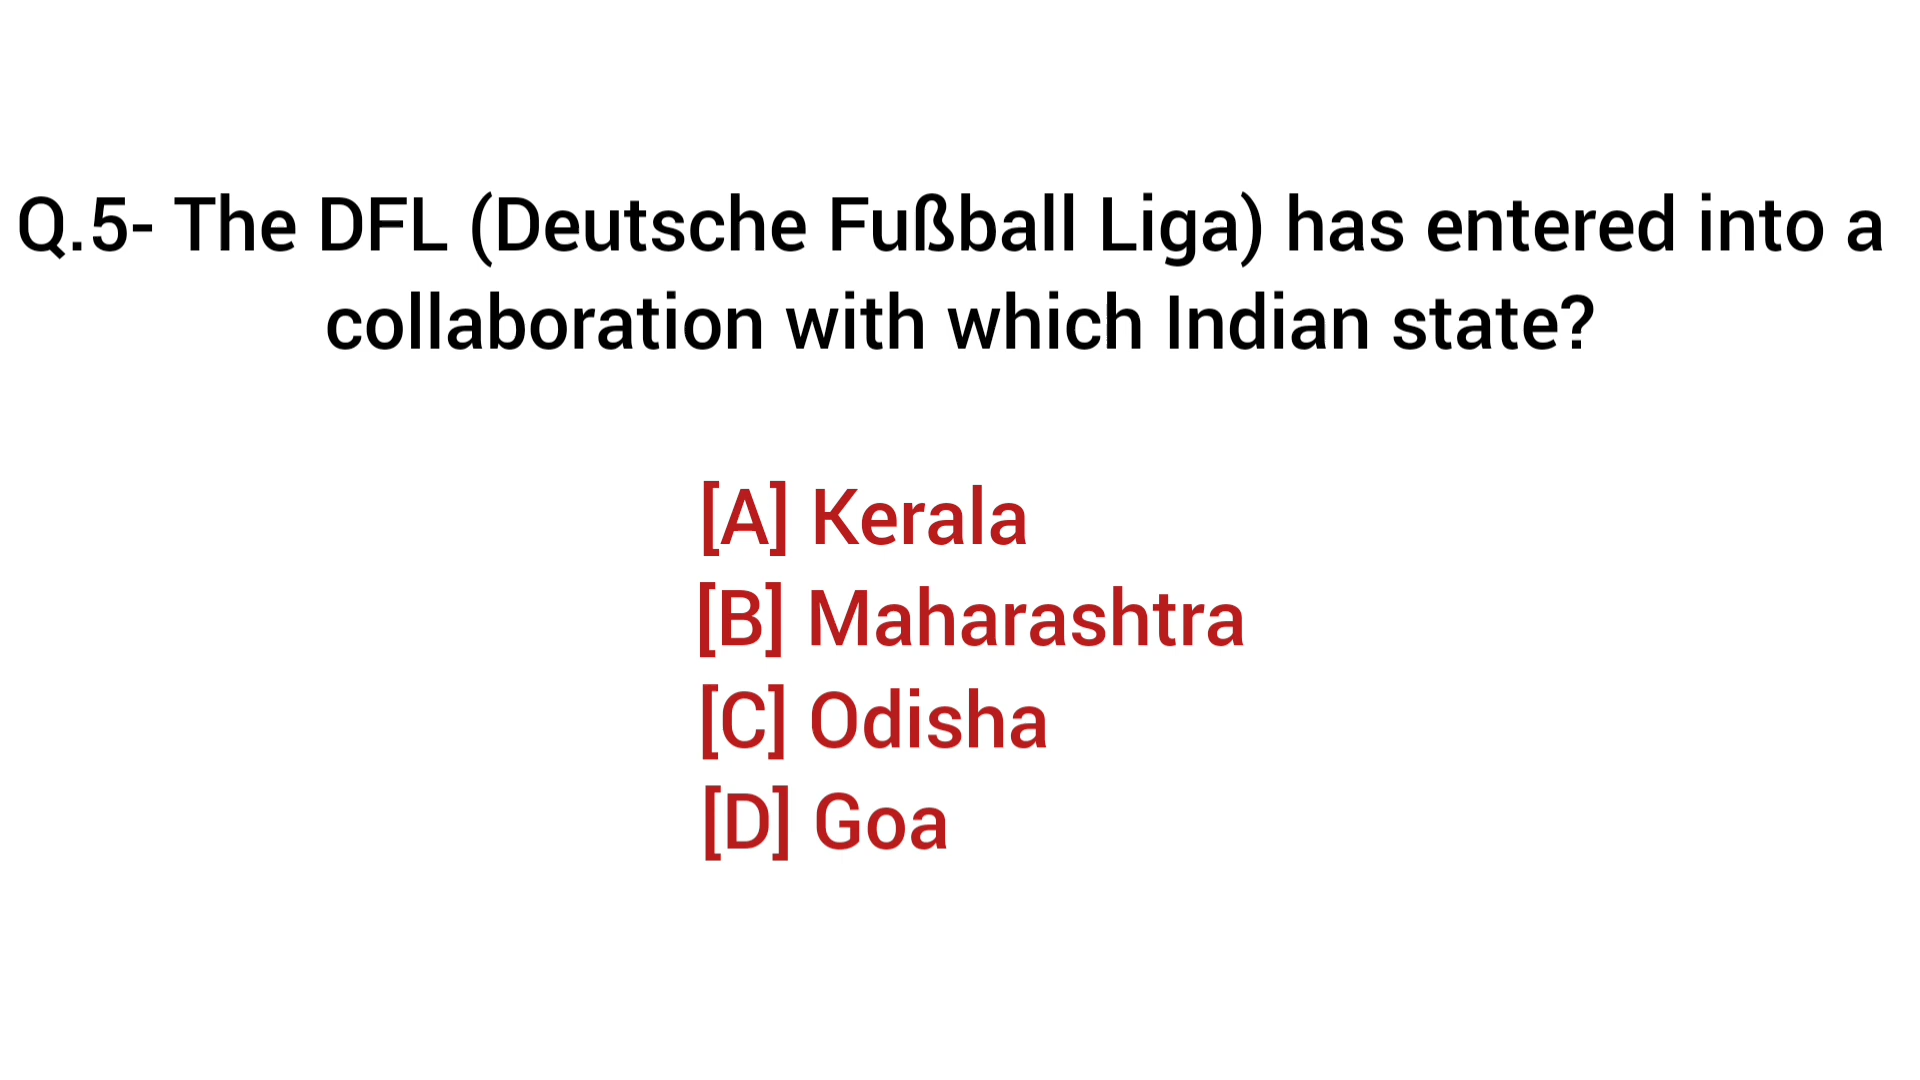 Q.5- The DFL (Deutsche Fußball Liga) has entered into a
collaboration with which Indian state?
[A] Kerala
[B] Maharashtra
[C] Odisha
[D] Goa